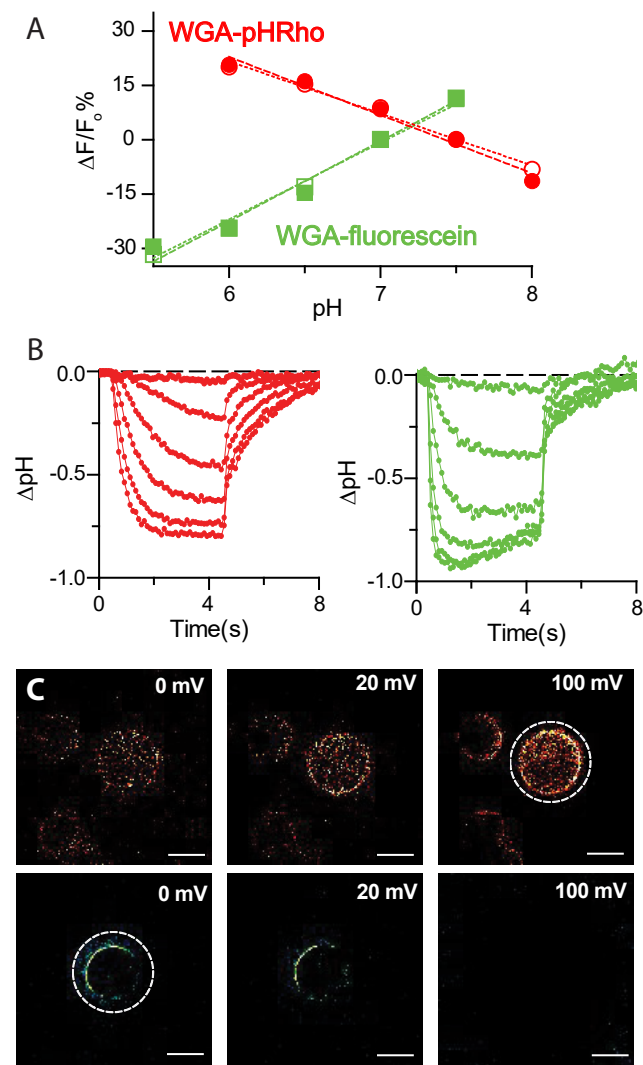 A
WGA-pHRho
30
15
0
-15
-30
ΔF/Fo%
WGA-fluorescein
6
7
8
pH
B
0.0
-0.5
-1.0
ΔpH
0
4
8
Time(s)
0.0
-0.5
-1.0
ΔpH
0
4
8
Time(s)
C
0 mV
20 mV
100 mV
0 mV
20 mV
100 mV